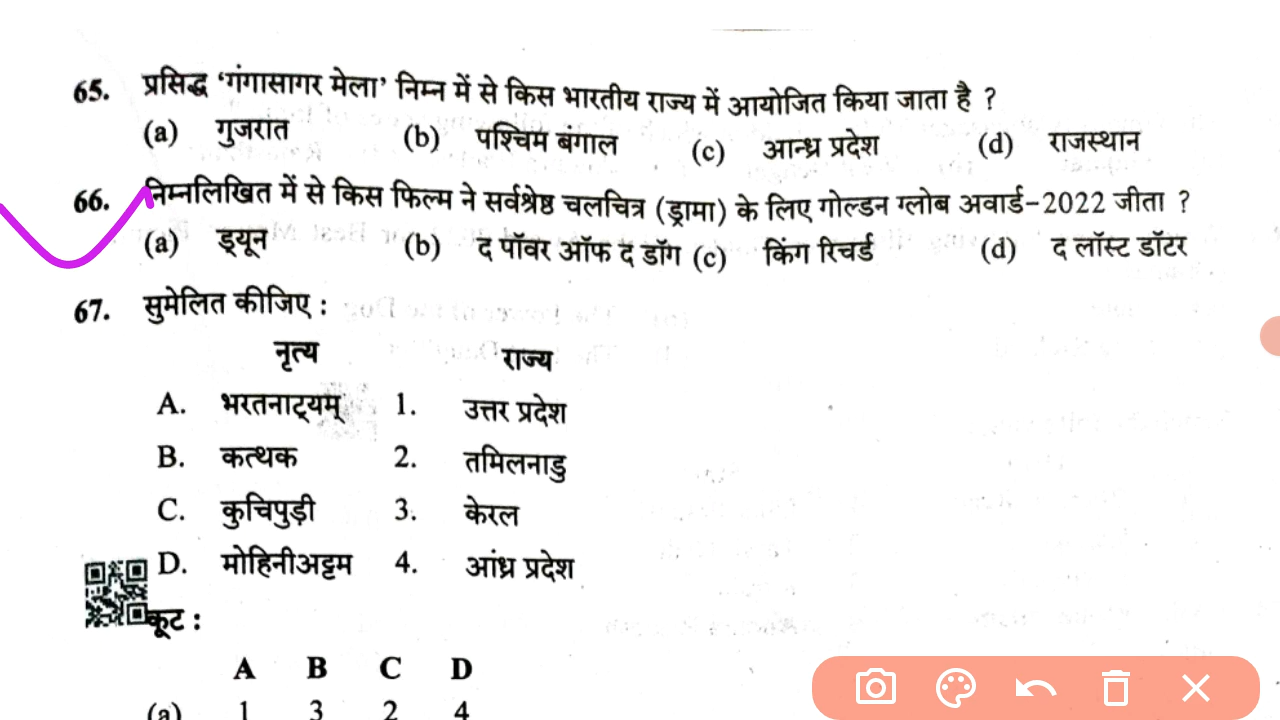 65. प्रसिद्ध ‘गंगासागर मेला’ निम्न में से किस भारतीय राज्य में आयोजित किया जाता है ?
(a) गुजरात (b) पश्चिम बंगाल (c) आन्ध्र प्रदेश (d) राजस्थान
66. निम्नलिखित में से किस फिल्म ने सर्वश्रेष्ठ चलचित्र (ड्रामा) के लिए गोल्डन ग्लोब अवार्ड-2022 जीता ?
(a) ड्यून (b) द पॉवर ऑफ द डॉग (c) किंग रिचर्ड (d) द लॉस्ट डॉटर
67. सुमेलित कीजिए :
नृत्य राज्य
A. भरतनाट्यम् 1. उत्तर प्रदेश
B. कत्थक 2. तमिलनाडु
C. कुचिपुड़ी 3. केरल
D. मोहिनीअट्टम 4. आंध्र प्रदेश
कूट :
A B C D
(a) 1 3 2 4